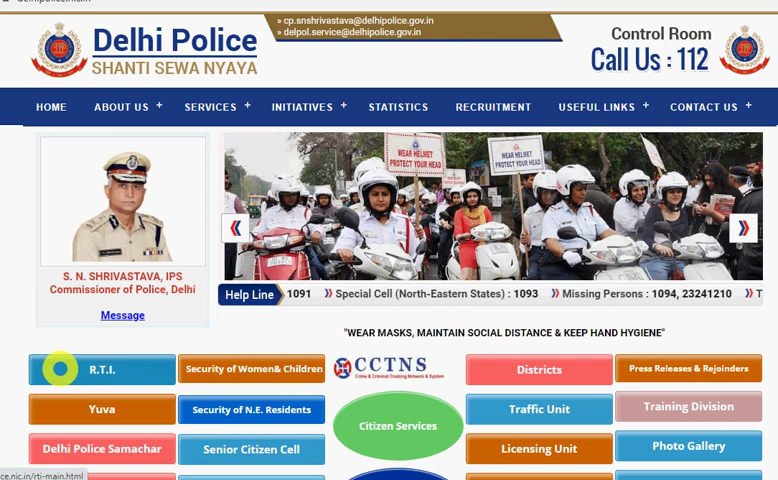 » cp.snshrivastava@delhipolice.gov.in
» delpol.service@delhipolice.gov.in
Delhi Police
SHANTI SEWA NYAYA
Control Room
Call Us : 112
HOME ABOUT US + SERVICES + INITIATIVES + STATISTICS RECRUITMENT USEFUL LINKS + CONTACT US +
WEAR HELMET
PROTECT YOUR HEAD
WEAR HELMET
PROTECT YOUR HEAD
S. N. SHRIVASTAVA, IPS
Commissioner of Police, Delhi
Message
Help Line 1091 » Special Cell (North-Eastern States) : 1093 » Missing Persons : 1094, 23241210 » T
"WEAR MASKS, MAINTAIN SOCIAL DISTANCE & KEEP HAND HYGIENE"
R.T.I. Security of Women& Children CCTNS Districts Press Releases & Rejoinders
Crime & Criminal Tracking Network & System
Yuva Security of N.E. Residents Citizen Services Traffic Unit Training Division
Delhi Police Samachar Senior Citizen Cell Licensing Unit Photo Gallery
ce.nic.in/rti-main.html